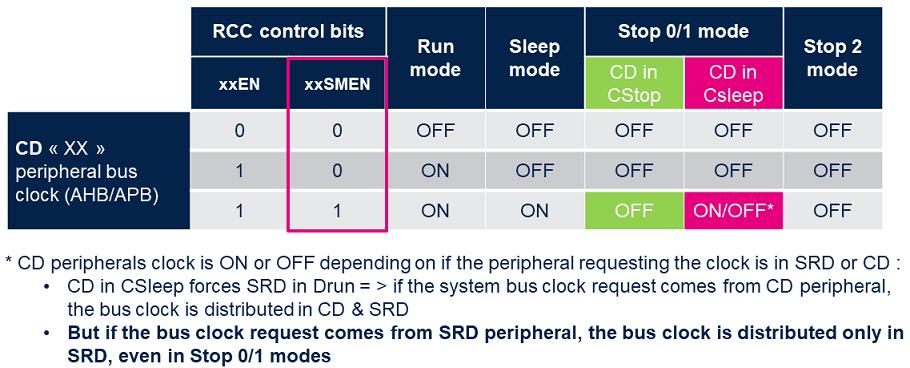 RCC control bits Run mode Sleep mode Stop 0/1 mode Stop 2 mode
xxEN xxSMEN CD in CStop CD in Csleep
CD « XX » peripheral bus clock (AHB/APB)
0 0 OFF OFF OFF OFF OFF
1 0 ON OFF OFF OFF OFF
1 1 ON ON OFF ON/OFF* OFF
* CD peripherals clock is ON or OFF depending on if the peripheral requesting the clock is in SRD or CD :
• CD in CSleep forces SRD in Drun = > if the system bus clock request comes from CD peripheral,
the bus clock is distributed in CD & SRD
• But if the bus clock request comes from SRD peripheral, the bus clock is distributed only in
SRD, even in Stop 0/1 modes